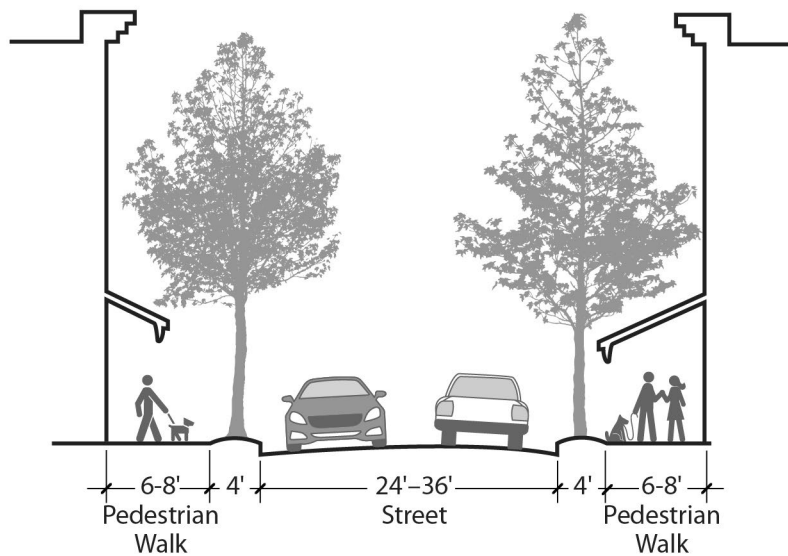 6-8' 4' 24'–36' 4' 6-8'
Pedestrian Street Pedestrian
Walk Walk